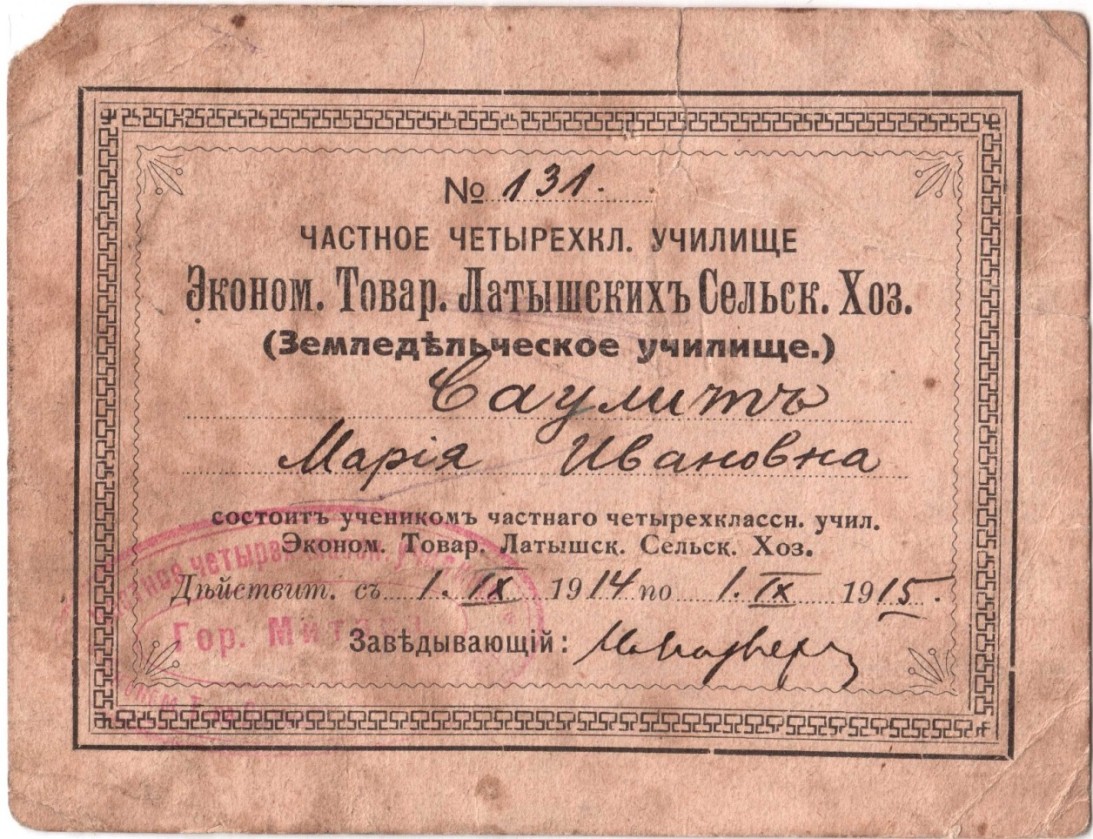 № 131.
ЧАСТНОЕ ЧЕТЫРЕХКЛ. УЧИЛИЩЕ
Эконом. Товар. Латышскихъ Сельск. Хоз.
(Земледѣльческое училище.)
Саулитъ
Марія Ивановна
состоитъ ученикомъ частнаго четырехклассн. учил.
Эконом. Товар. Латышск. Сельск. Хоз.
Дѣйствит. съ 1. IX 1914 по 1. IX 1915.
Завѣдывающій:
Гор.